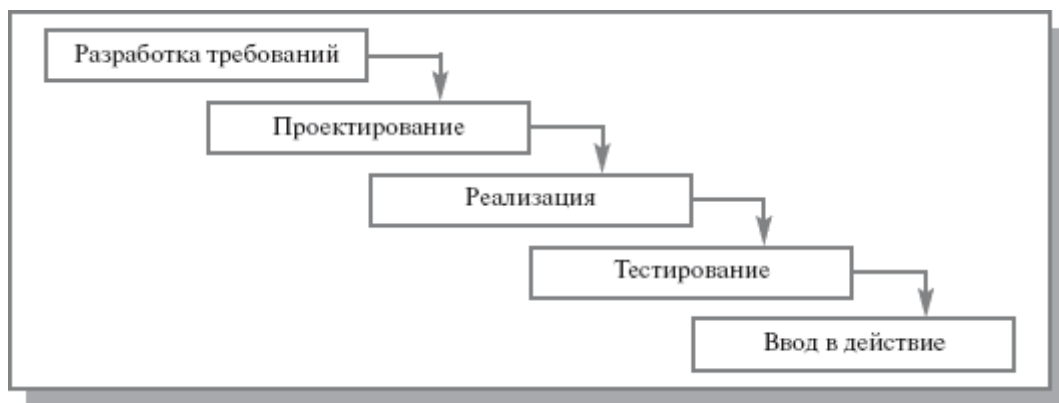 Разработка требований
Проектирование
Реализация
Тестирование
Ввод в действие